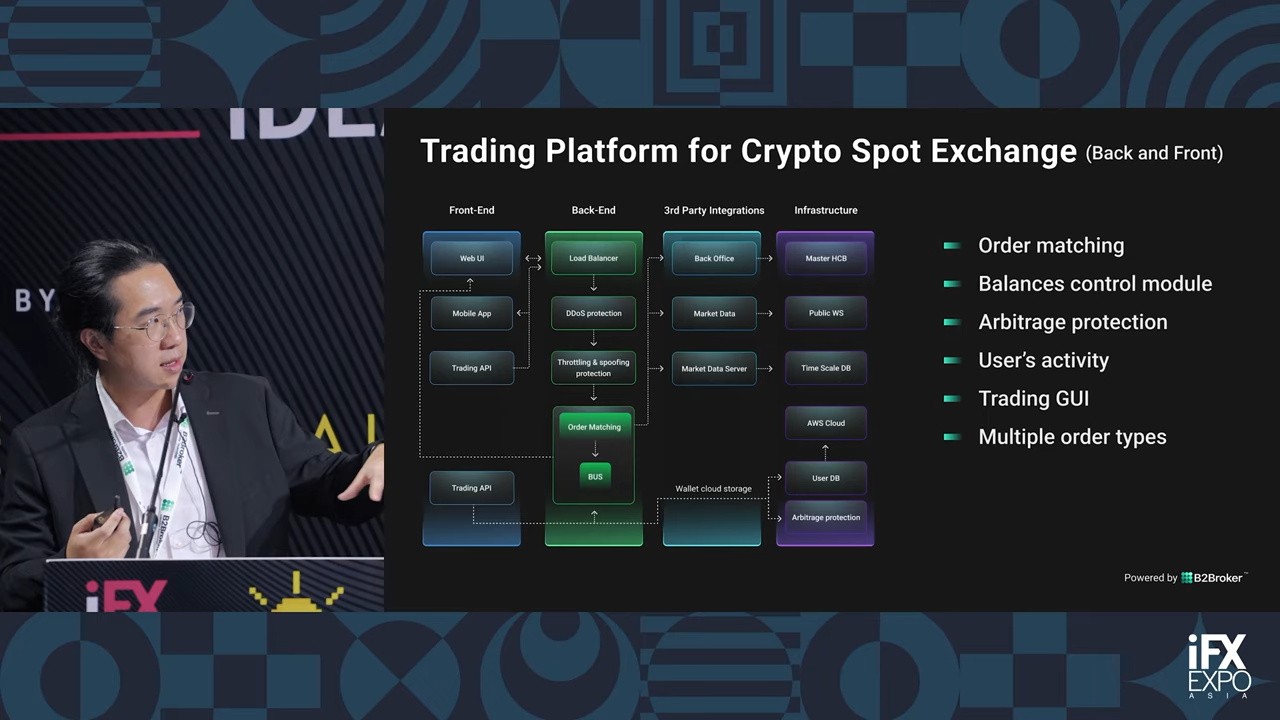 BY
B2Broker
B2Broker
iFX
Trading Platform for Crypto Spot Exchange (Back and Front)
Front-End
Back-End
3rd Party Integrations
Infrastructure
Web UI
Load Balancer
Back Office
Master HCB
Mobile App
DDoS protection
Market Data
Public WS
Trading API
Throttling & spoofing
protection
Market Data Server
Time Scale DB
Order Matching
AWS Cloud
BUS
User DB
Trading API
Wallet cloud storage
Arbitrage protection
Order matching
Balances control module
Arbitrage protection
User’s activity
Trading GUI
Multiple order types
Powered by B2Broker™
iFX
EXPO
ASIA